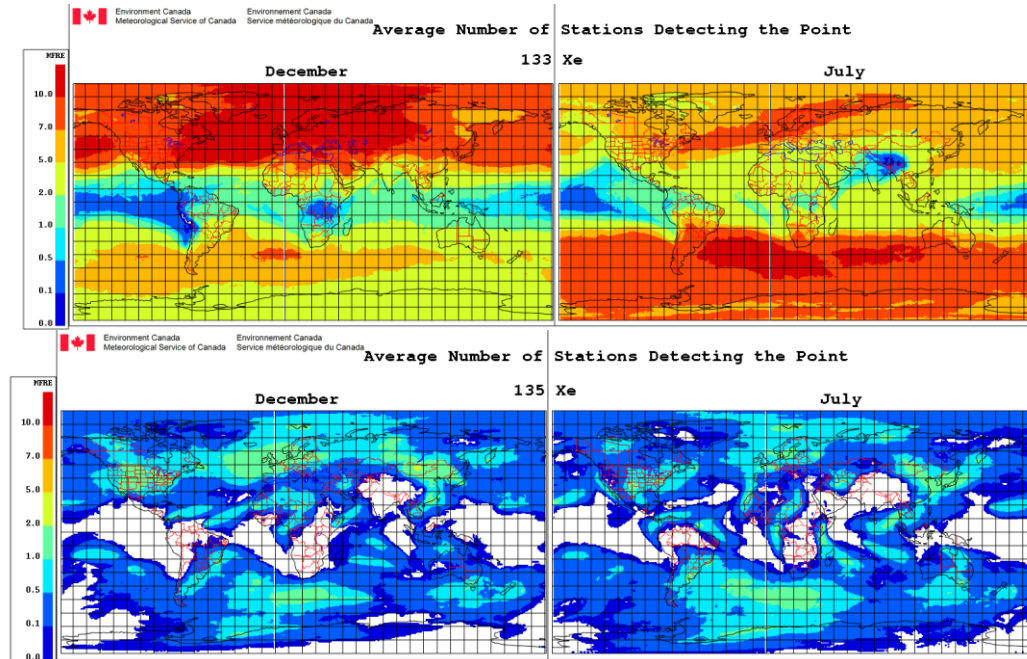 Environment Canada Environnement Canada
Meteorological Service of Canada Service météorologique du Canada
Average Number of Stations Detecting the Point
133 Xe
December July
MFRE
10.0
7.0
5.0
2.0
1.0
0.5
0.1
0.0
Environment Canada Environnement Canada
Meteorological Service of Canada Service météorologique du Canada
Average Number of Stations Detecting the Point
135 Xe
December July
MFRE
10.0
7.0
5.0
2.0
1.0
0.5
0.1
0.0